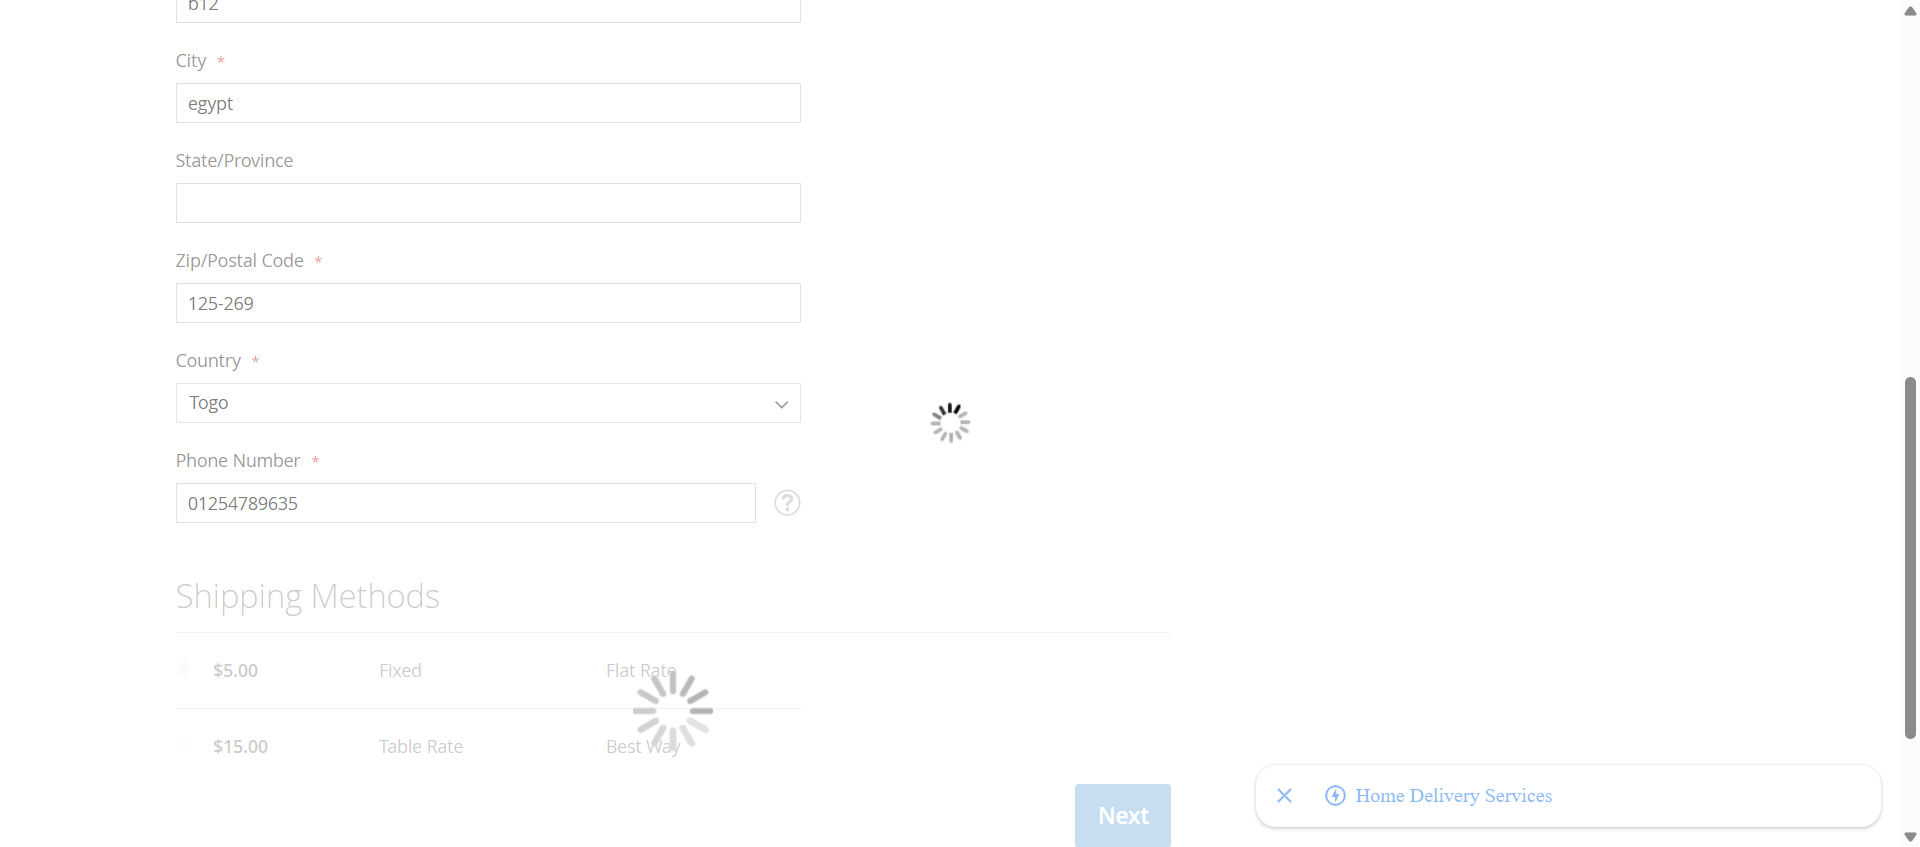 b12
City *
egypt
State/Province
Zip/Postal Code *
125-269
Country *
Togo
Phone Number *
01254789635
?
Shipping Methods
$5.00 Fixed Flat Rate
$15.00 Table Rate Best Way
Next
Home Delivery Services